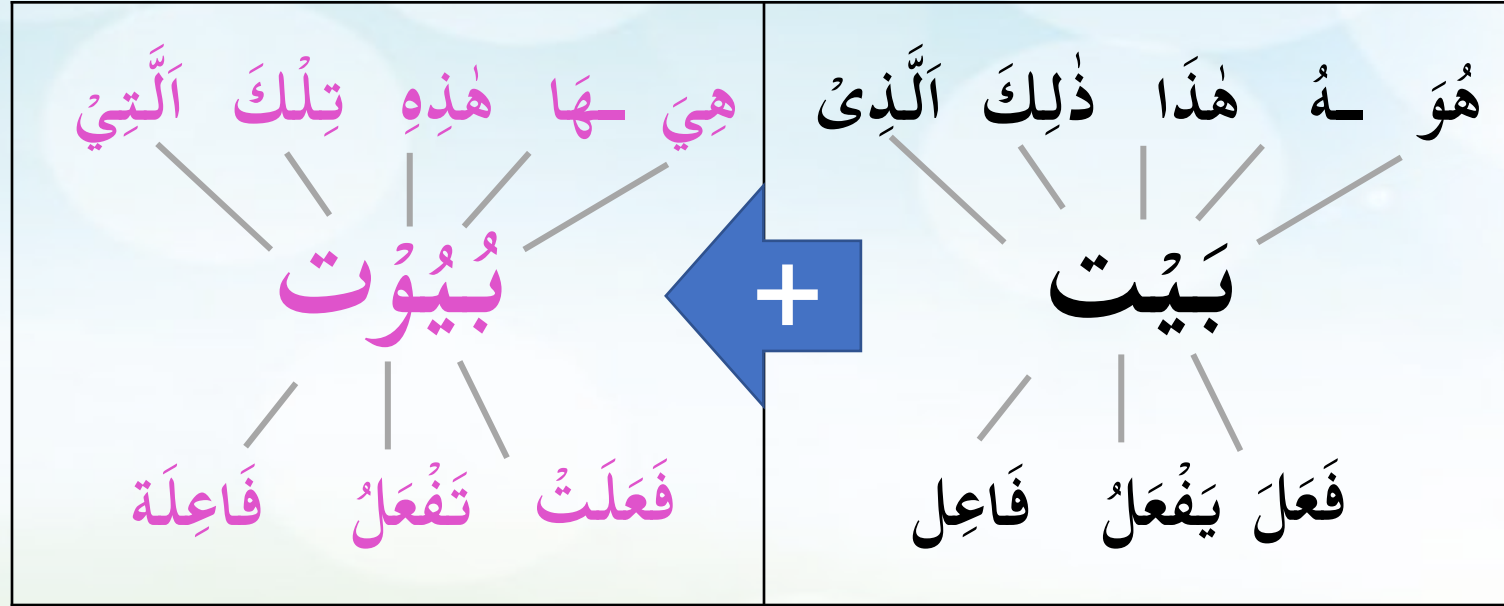 هُوَ ـهُ هٰذَا ذٰلِكَ اَلَّذِىْ
بَيْت
فَعَلَ يَفْعَلُ فَاعِل
+
هِيَ ـهَا هٰذِهِ تِلْكَ اَلَّتِيْ
بُيُوْت
فَعَلَتْ تَفْعَلُ فَاعِلَة